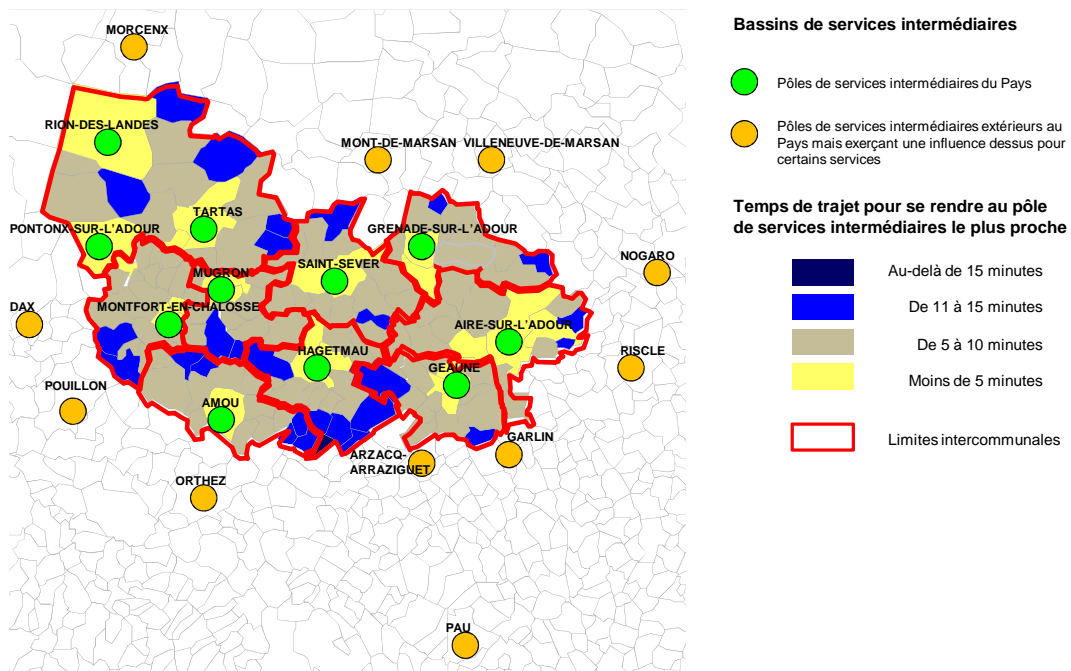 MORCENX
RION-DES-LANDES
MONT-DE-MARSAN
VILLENEUVE-DE-MARSAN
TARTAS
PONTONX-SUR-L'ADOUR
GRENADE-SUR-L'ADOUR
NOGARO
MUGRON
SAINT-SEVER
MONTFORT-EN-CHALOSSE
DAX
AIRE-SUR-L'ADOUR
HAGETMAU
RISCLE
GEAUNE
POUILLON
AMOU
GARLIN
ARZACQ-
ARRAZIGUET
ORTHEZ
PAU
Bassins de services intermédiaires
Pôles de services intermédiaires du Pays
Pôles de services intermédiaires extérieurs au
Pays mais exerçant une influence dessus pour
certains services
Temps de trajet pour se rendre au pôle
de services intermédiaires le plus proche
Au-delà de 15 minutes
De 11 à 15 minutes
De 5 à 10 minutes
Moins de 5 minutes
Limites intercommunales